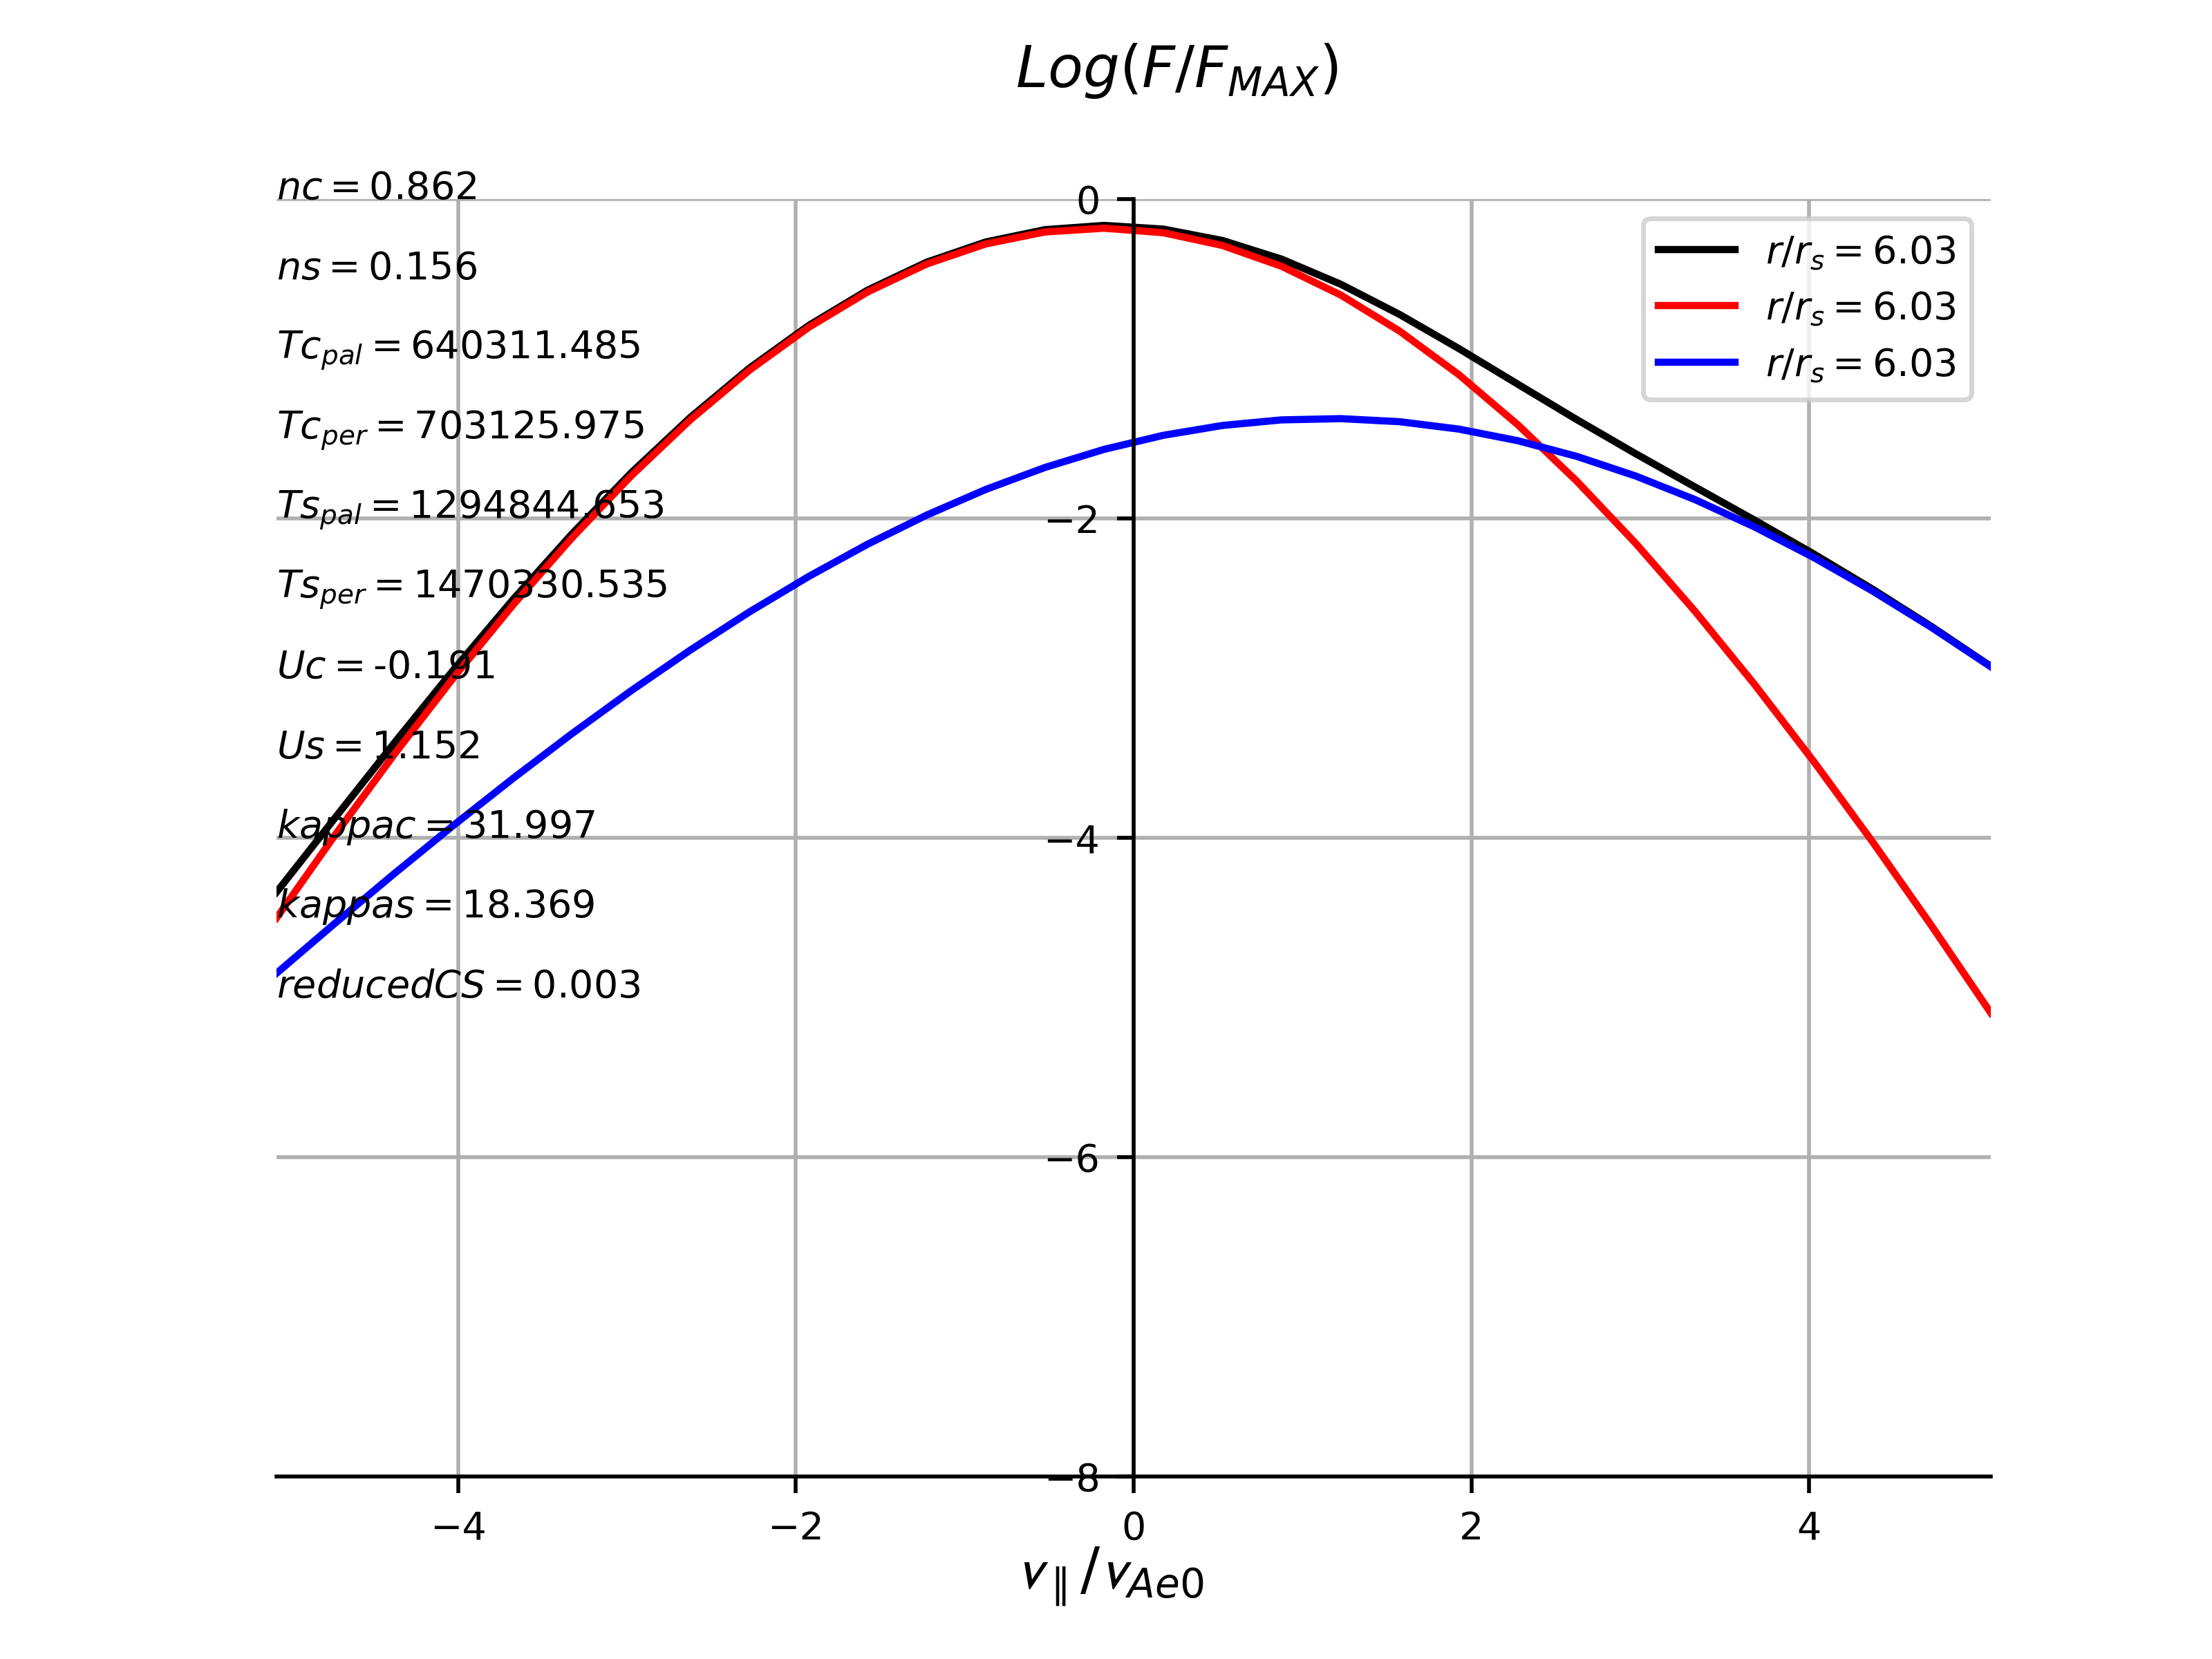 Log(F/F_MAX)
nc = 0.862
ns = 0.156
Tc_pal = 640311.485
Tc_per = 703125.975
Ts_pal = 1294844.653
Ts_per = 1470330.535
Uc = -0.191
Us = 1.152
kappac = 31.997
kappas = 18.369
reducedCS = 0.003
r/r_s = 6.03
r/r_s = 6.03
r/r_s = 6.03
0
−2
−4
−6
−8
−4 −2 0 2 4
v_∥/v_Ae0